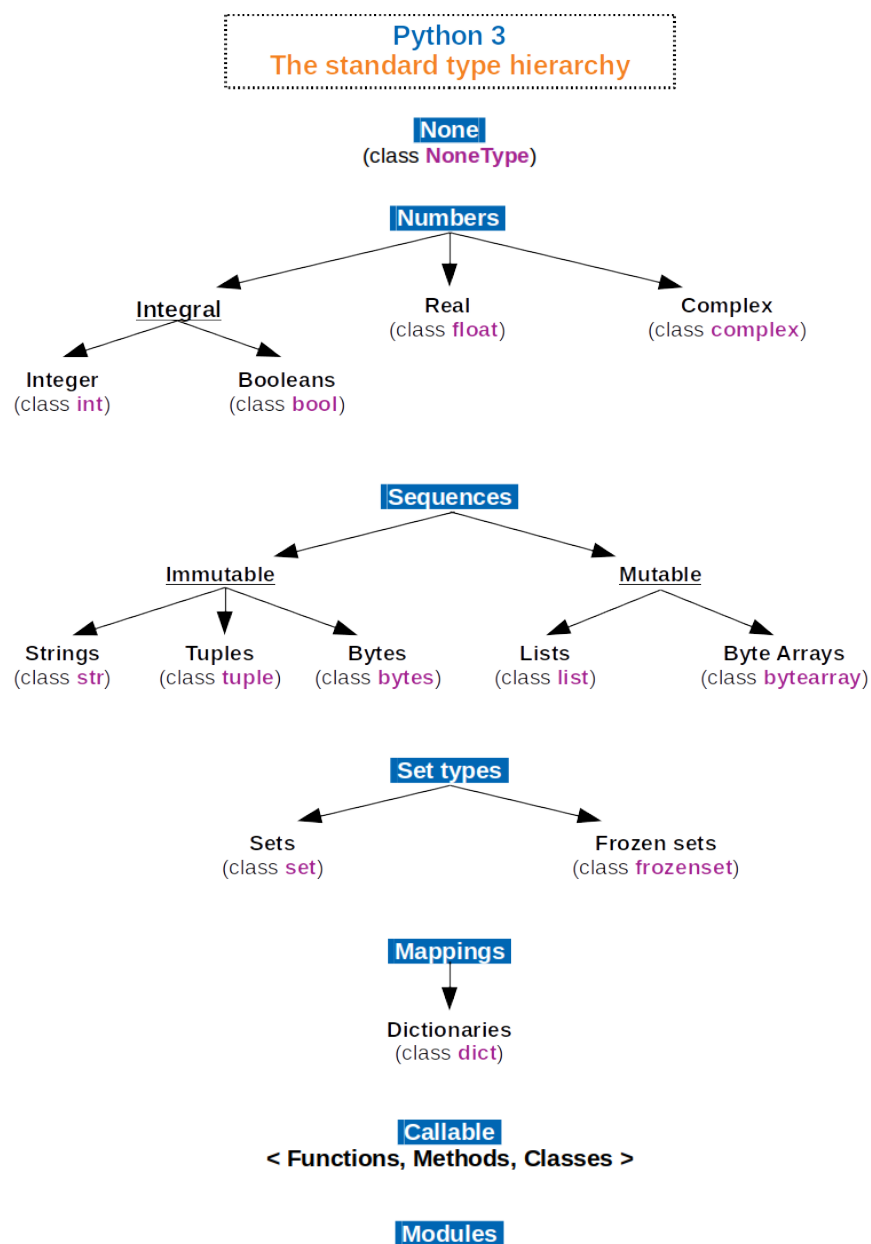 Python 3
The standard type hierarchy
None
(class NoneType)
Numbers
Integral
Real
(class float)
Complex
(class complex)
Integer
(class int)
Booleans
(class bool)
Sequences
Immutable
Mutable
Strings
(class str)
Tuples
(class tuple)
Bytes
(class bytes)
Lists
(class list)
Byte Arrays
(class bytearray)
Set types
Sets
(class set)
Frozen sets
(class frozenset)
Mappings
Dictionaries
(class dict)
Callable
< Functions, Methods, Classes >
Modules